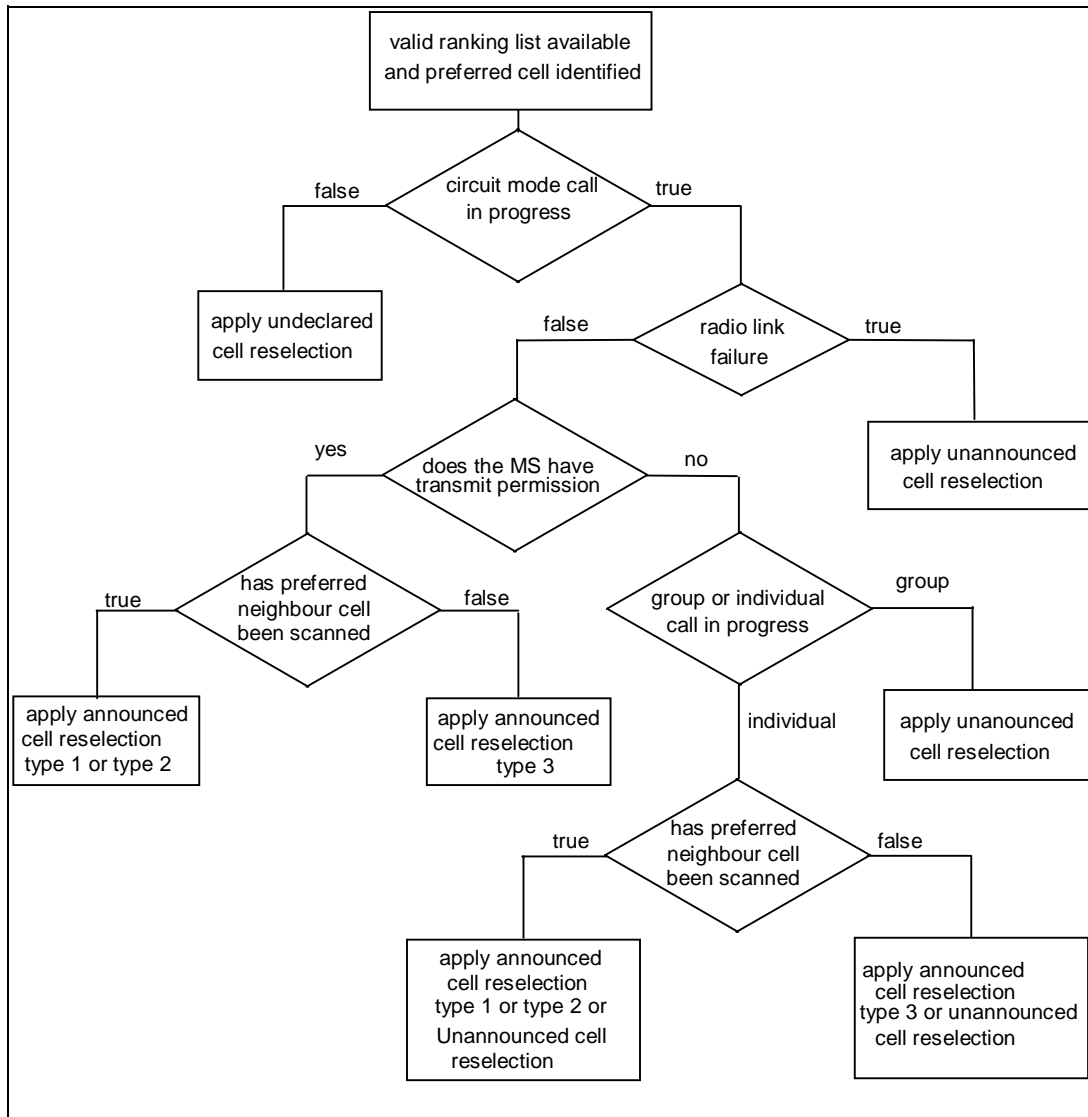 valid ranking list available
and preferred cell identified
circuit mode call
in progress
false
true
apply undeclared
cell reselection
radio link
failure
false
true
apply unannounced
cell reselection
does the MS have
transmit permission
yes
no
has preferred
neighbour cell
been scanned
true
false
group or individual
call in progress
group
individual
apply announced
cell reselection
type 1 or type 2
apply announced
cell reselection
type 3
apply unanounced
cell reselection
has preferred
neighbour cell
been scanned
true
false
apply announced
cell reselection
type 1 or type 2 or
Unannounced cell
reselection
apply announced
cell reselection
type 3 or unannounced
cell reselection